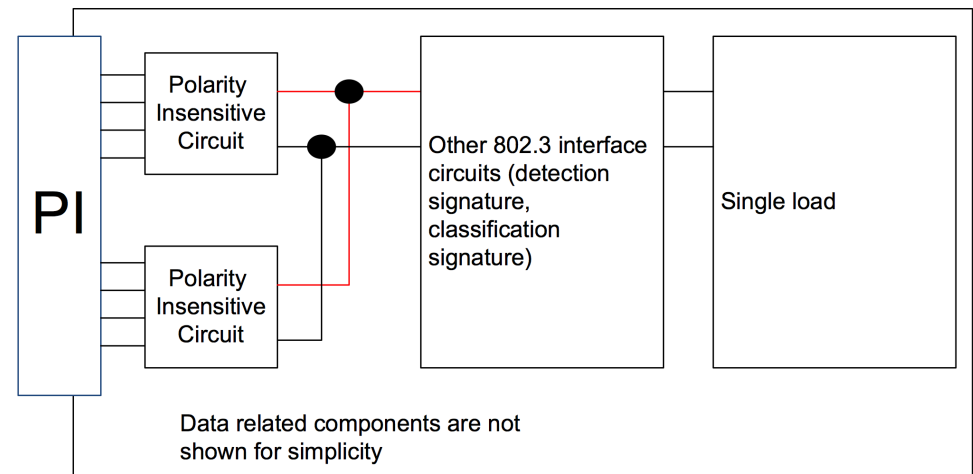 PI
Polarity
Insensitive
Circuit
Polarity
Insensitive
Circuit
Other 802.3 interface
circuits (detection
signature,
classification
signature)
Single load
Data related components are not
shown for simplicity